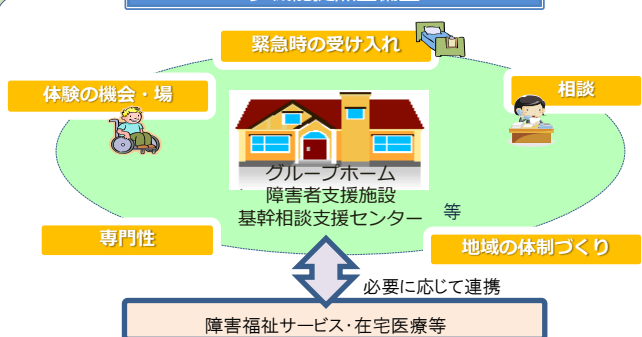 緊急時の受け入れ
体験の機会・場
相談
グループホーム
障害者支援施設
基幹相談支援センター 等
専門性
地域の体制づくり
必要に応じて連携
障害福祉サービス・在宅医療等